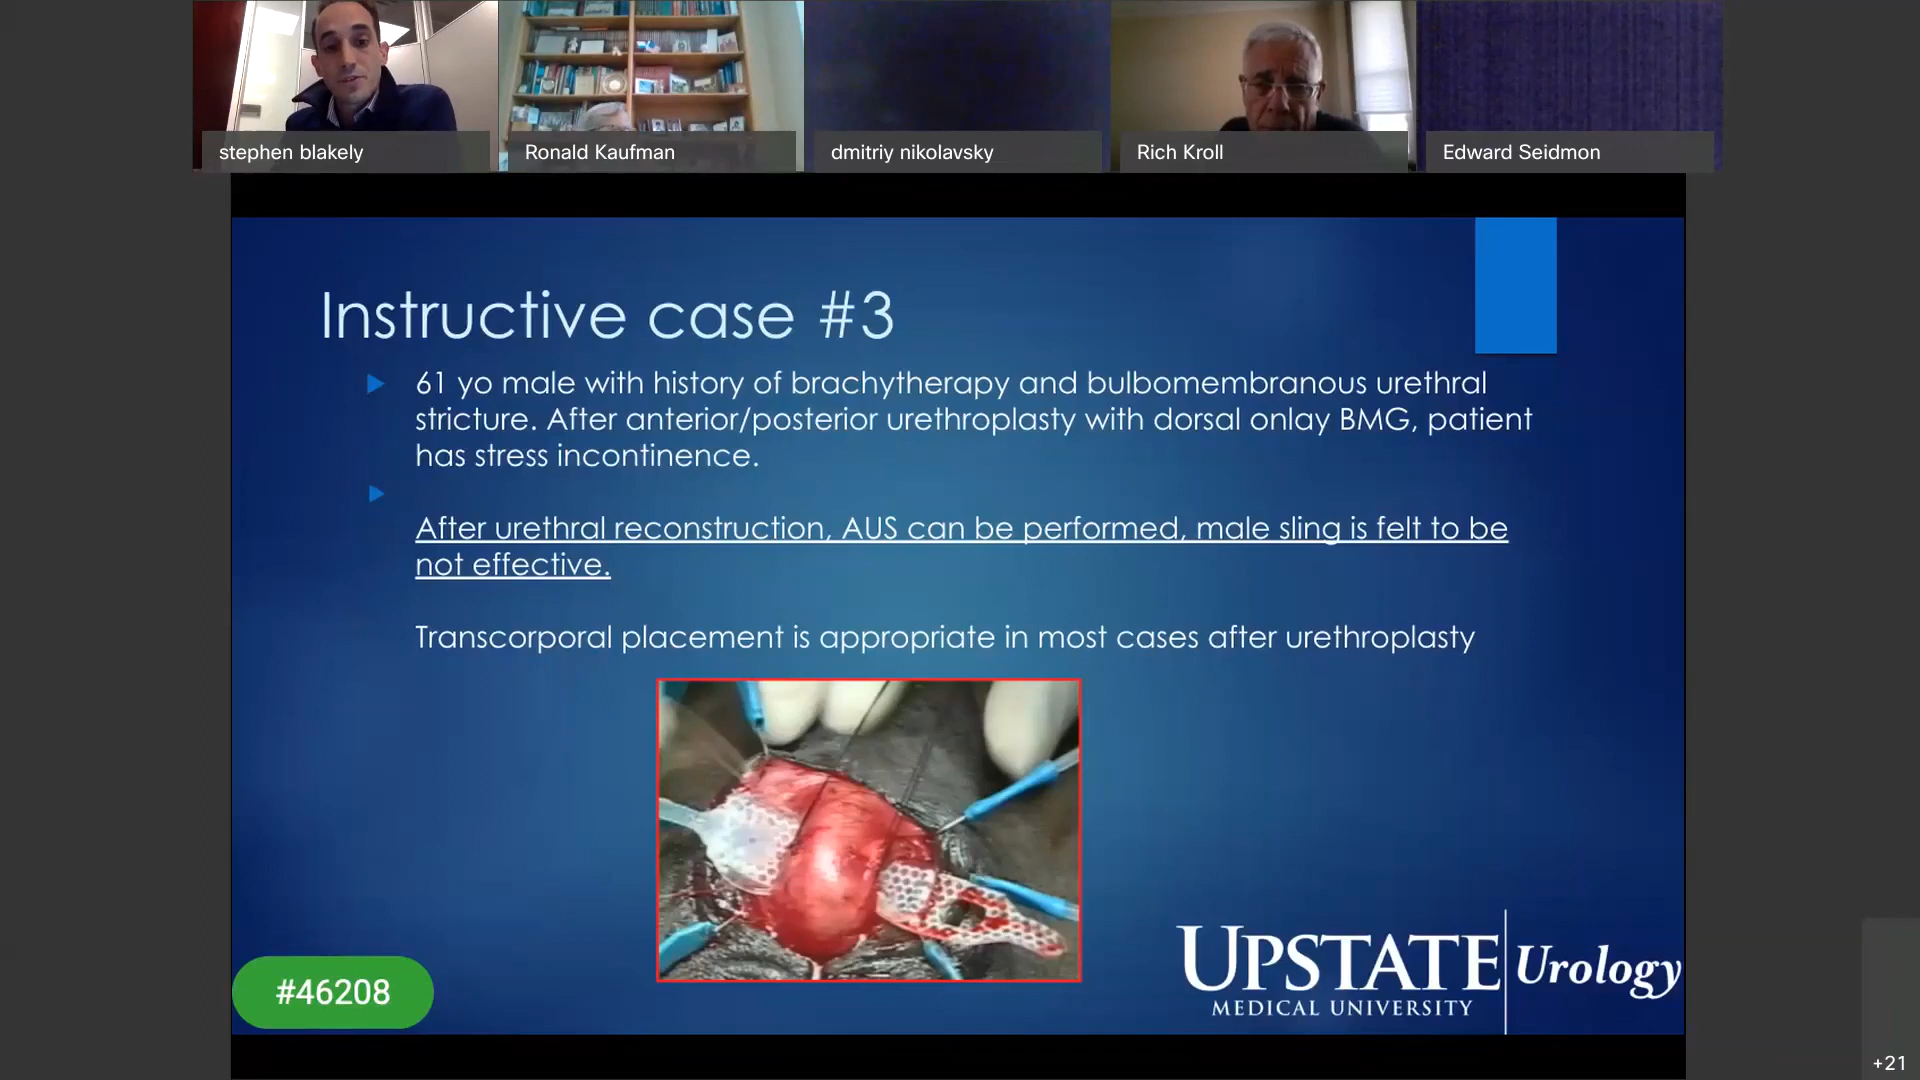 stephen blakely
Ronald Kaufman
dmitriy nikolavsky
Rich Kroll
Edward Seidmon
Instructive case #3
61 yo male with history of brachytherapy and bulbomembranous urethral
stricture. After anterior/posterior urethroplasty with dorsal onlay BMG, patient
has stress incontinence.
After urethral reconstruction, AUS can be performed, male sling is felt to be
not effective.
Transcorporal placement is appropriate in most cases after urethroplasty
#46208
UPSTATE
MEDICAL UNIVERSITY
Urology
+21